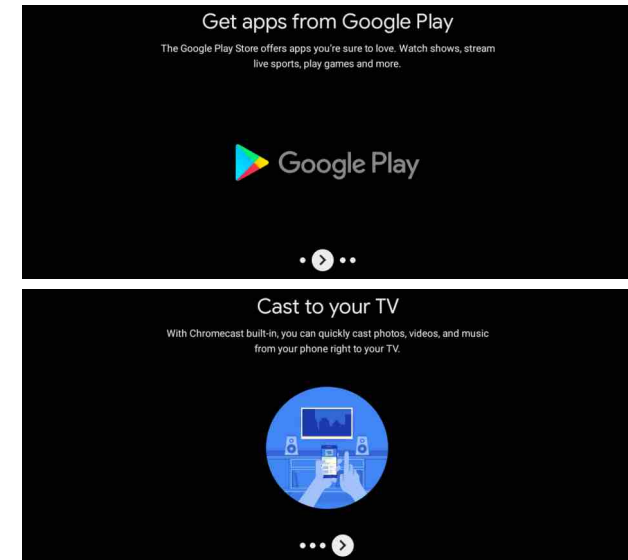 Get apps from Google Play
The Google Play Store offers apps you're sure to love. Watch shows, stream
live sports, play games and more.
Google Play
Cast to your TV
With Chromecast built-in, you can quickly cast photos, videos, and music
from your phone right to your TV.